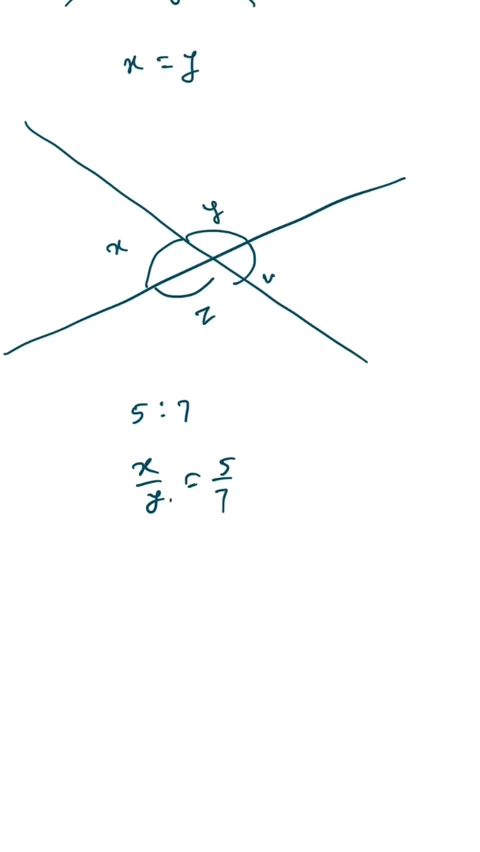 x = y
y
x
v
z
5 : 7
x/y. = 5/7